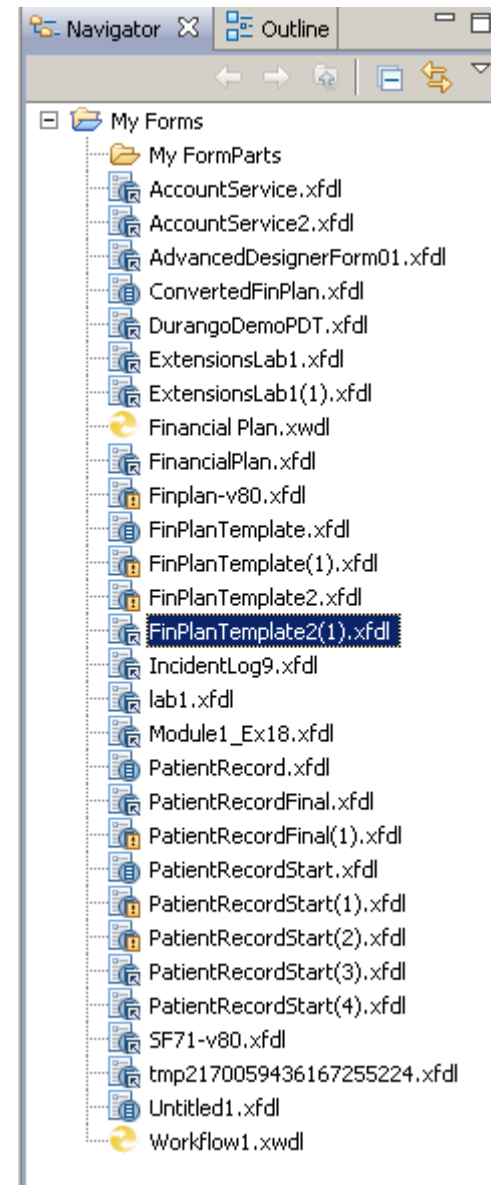 Navigator Outline
My Forms
My FormParts
AccountService.xfdl
AccountService2.xfdl
AdvancedDesignerForm01.xfdl
ConvertedFinPlan.xfdl
DurangoDemoPDT.xfdl
ExtensionsLab1.xfdl
ExtensionsLab1(1).xfdl
Financial Plan.xwdl
FinancialPlan.xfdl
Finplan-v80.xfdl
FinPlanTemplate.xfdl
FinPlanTemplate(1).xfdl
FinPlanTemplate2.xfdl
FinPlanTemplate2(1).xfdl
IncidentLog9.xfdl
lab1.xfdl
Module1_Ex18.xfdl
PatientRecord.xfdl
PatientRecordFinal.xfdl
PatientRecordFinal(1).xfdl
PatientRecordStart.xfdl
PatientRecordStart(1).xfdl
PatientRecordStart(2).xfdl
PatientRecordStart(3).xfdl
PatientRecordStart(4).xfdl
SF71-v80.xfdl
tmp2170059436167255224.xfdl
Untitled1.xfdl
Workflow1.xwdl